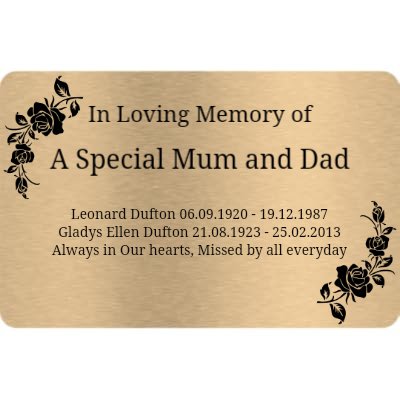 In Loving Memory of
A Special Mum and Dad
Leonard Dufton 06.09.1920 - 19.12.1987
Gladys Ellen Dufton 21.08.1923 - 25.02.2013
Always in Our hearts, Missed by all everyday